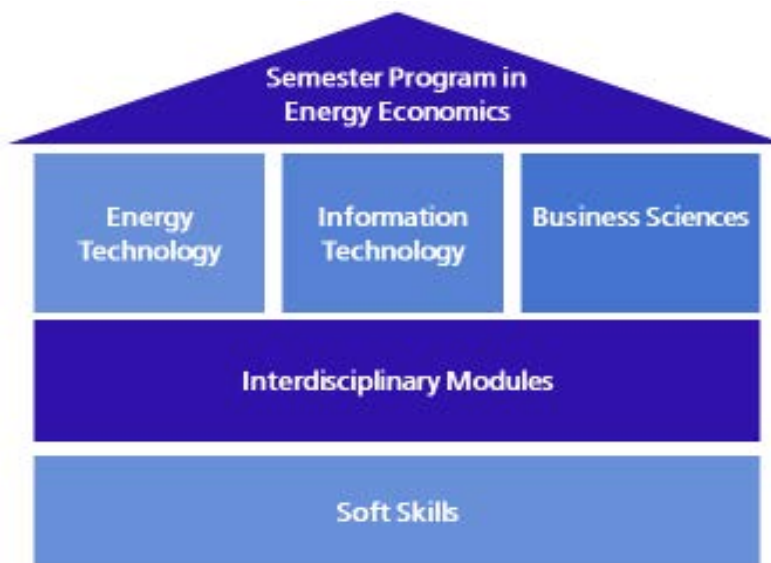 Semester Program in
Energy Economics
Energy
Technology
Information
Technology
Business Sciences
Interdisciplinary Modules
Soft Skills